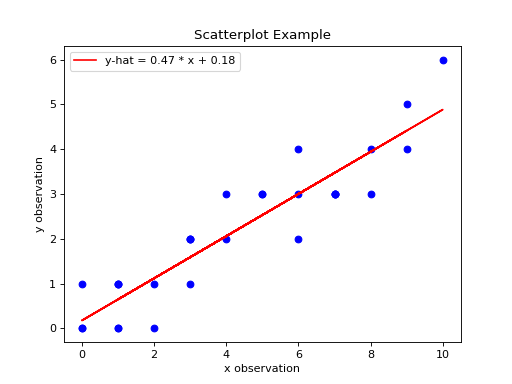 Scatterplot Example
y-hat = 0.47 * x + 0.18
6
5
4
3
2
1
0
y observation
0 2 4 6 8 10
x observation